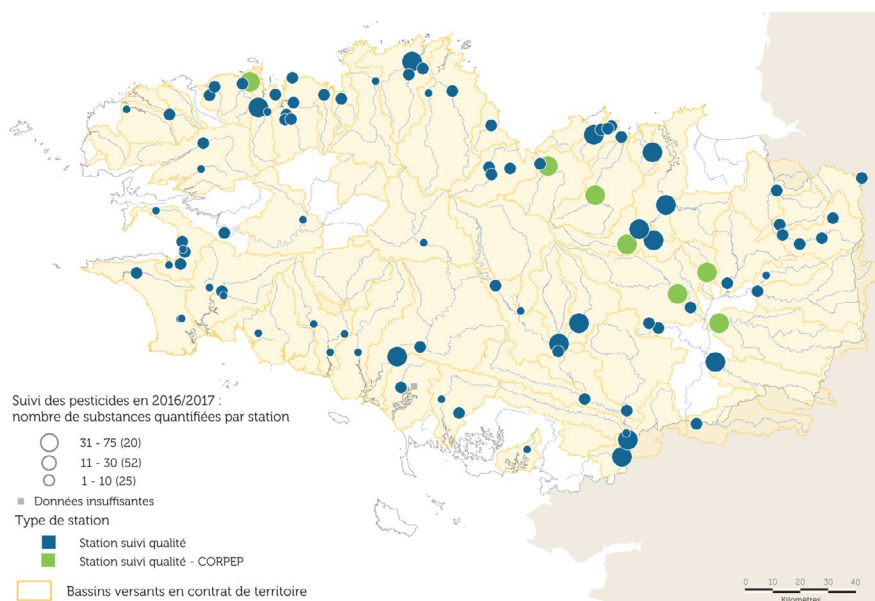 Suivi des pesticides en 2016/2017 :
nombre de substances quantifiées par station
31 - 75 (20)
11 - 30 (52)
1 - 10 (25)
Données insuffisantes
Type de station
Station suivi qualité
Station suivi qualité - CORPEP
Bassins versants en contrat de territoire
0 10 20 30 40
Kilomètres